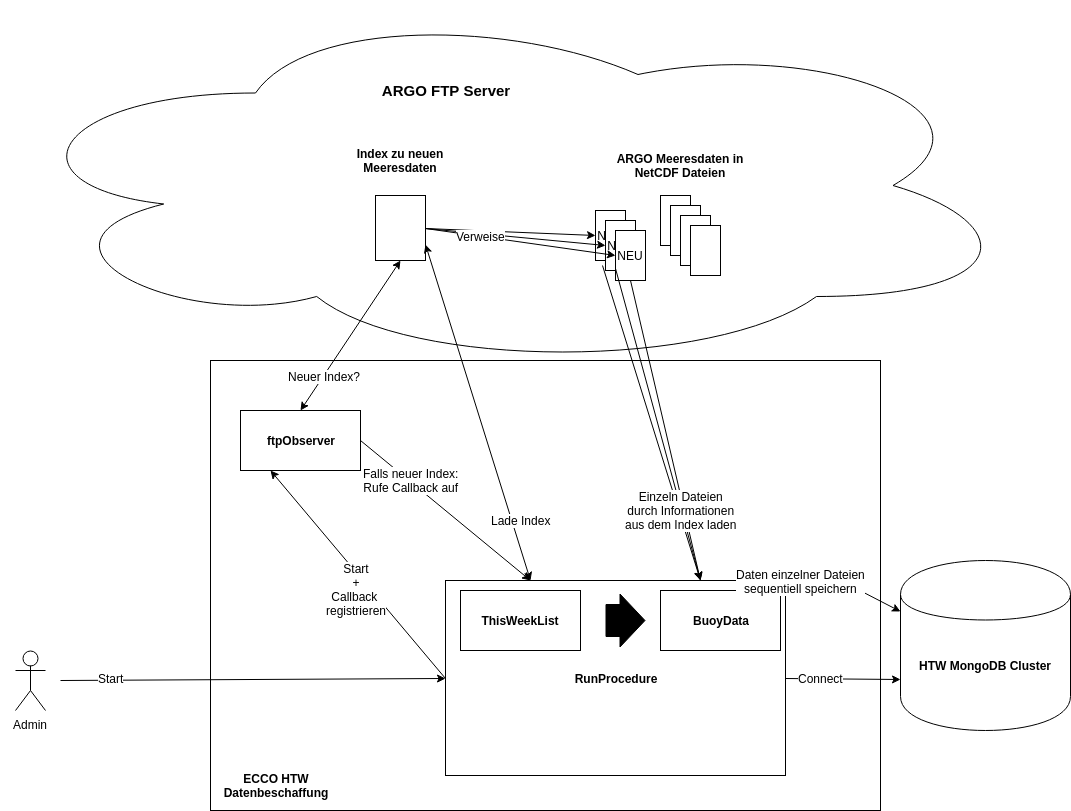 ARGO FTP Server
Index zu neuen
Meeresdaten
ARGO Meeresdaten in
NetCDF Dateien
Verweise
N
N
NEU
Neuer Index?
ftpObserver
Falls neuer Index:
Rufe Callback auf
Lade Index
Einzeln Dateien
durch Informationen
aus dem Index laden
Start
+
Callback
registrieren
Daten einzelner Dateien
sequentiell speichern
ThisWeekList
BuoyData
RunProcedure
HTW MongoDB Cluster
Start
Connect
Admin
ECCO HTW
Datenbeschaffung